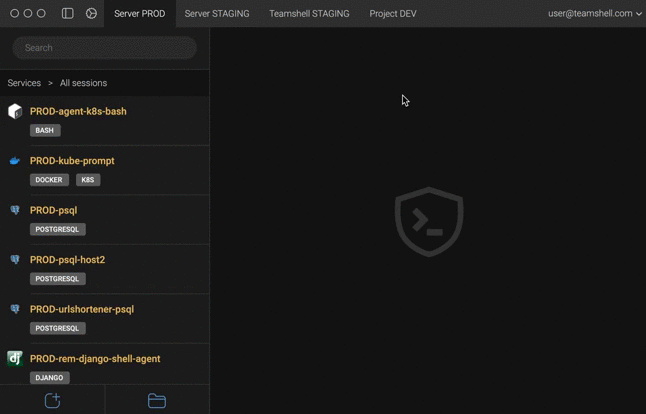 Server PROD
Server STAGING
Teamshell STAGING
Project DEV
user@teamshell.com
Search
Services > All sessions
PROD-agent-k8s-bash
BASH
PROD-kube-prompt
DOCKER K8S
PROD-psql
POSTGRESQL
PROD-psql-host2
POSTGRESQL
PROD-urlshortener-psql
POSTGRESQL
dj PROD-rem-django-shell-agent
DJANGO